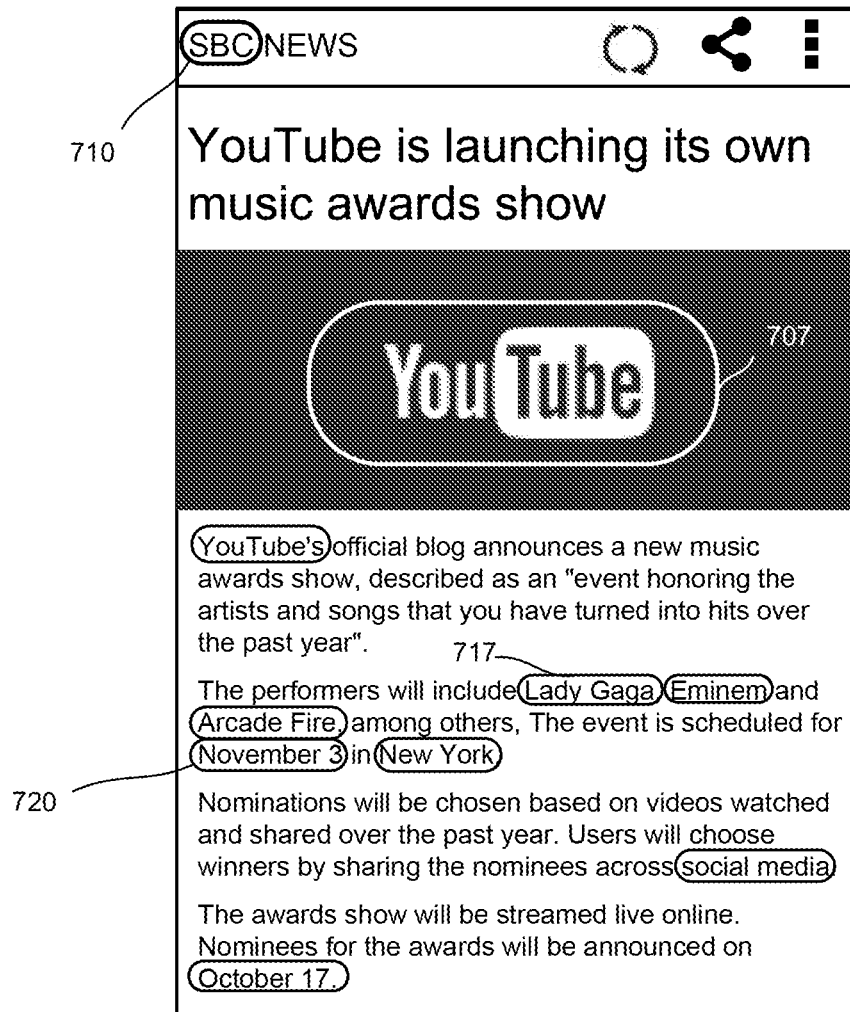 SBC NEWS
710
YouTube is launching its own
music awards show
707
YouTube
YouTube's official blog announces a new music
awards show, described as an "event honoring the
artists and songs that you have turned into hits over
the past year".
717
The performers will include Lady Gaga Eminem and
Arcade Fire, among others, The event is scheduled for
November 3 in New York
720
Nominations will be chosen based on videos watched
and shared over the past year. Users will choose
winners by sharing the nominees across social media
The awards show will be streamed live online.
Nominees for the awards will be announced on
October 17.